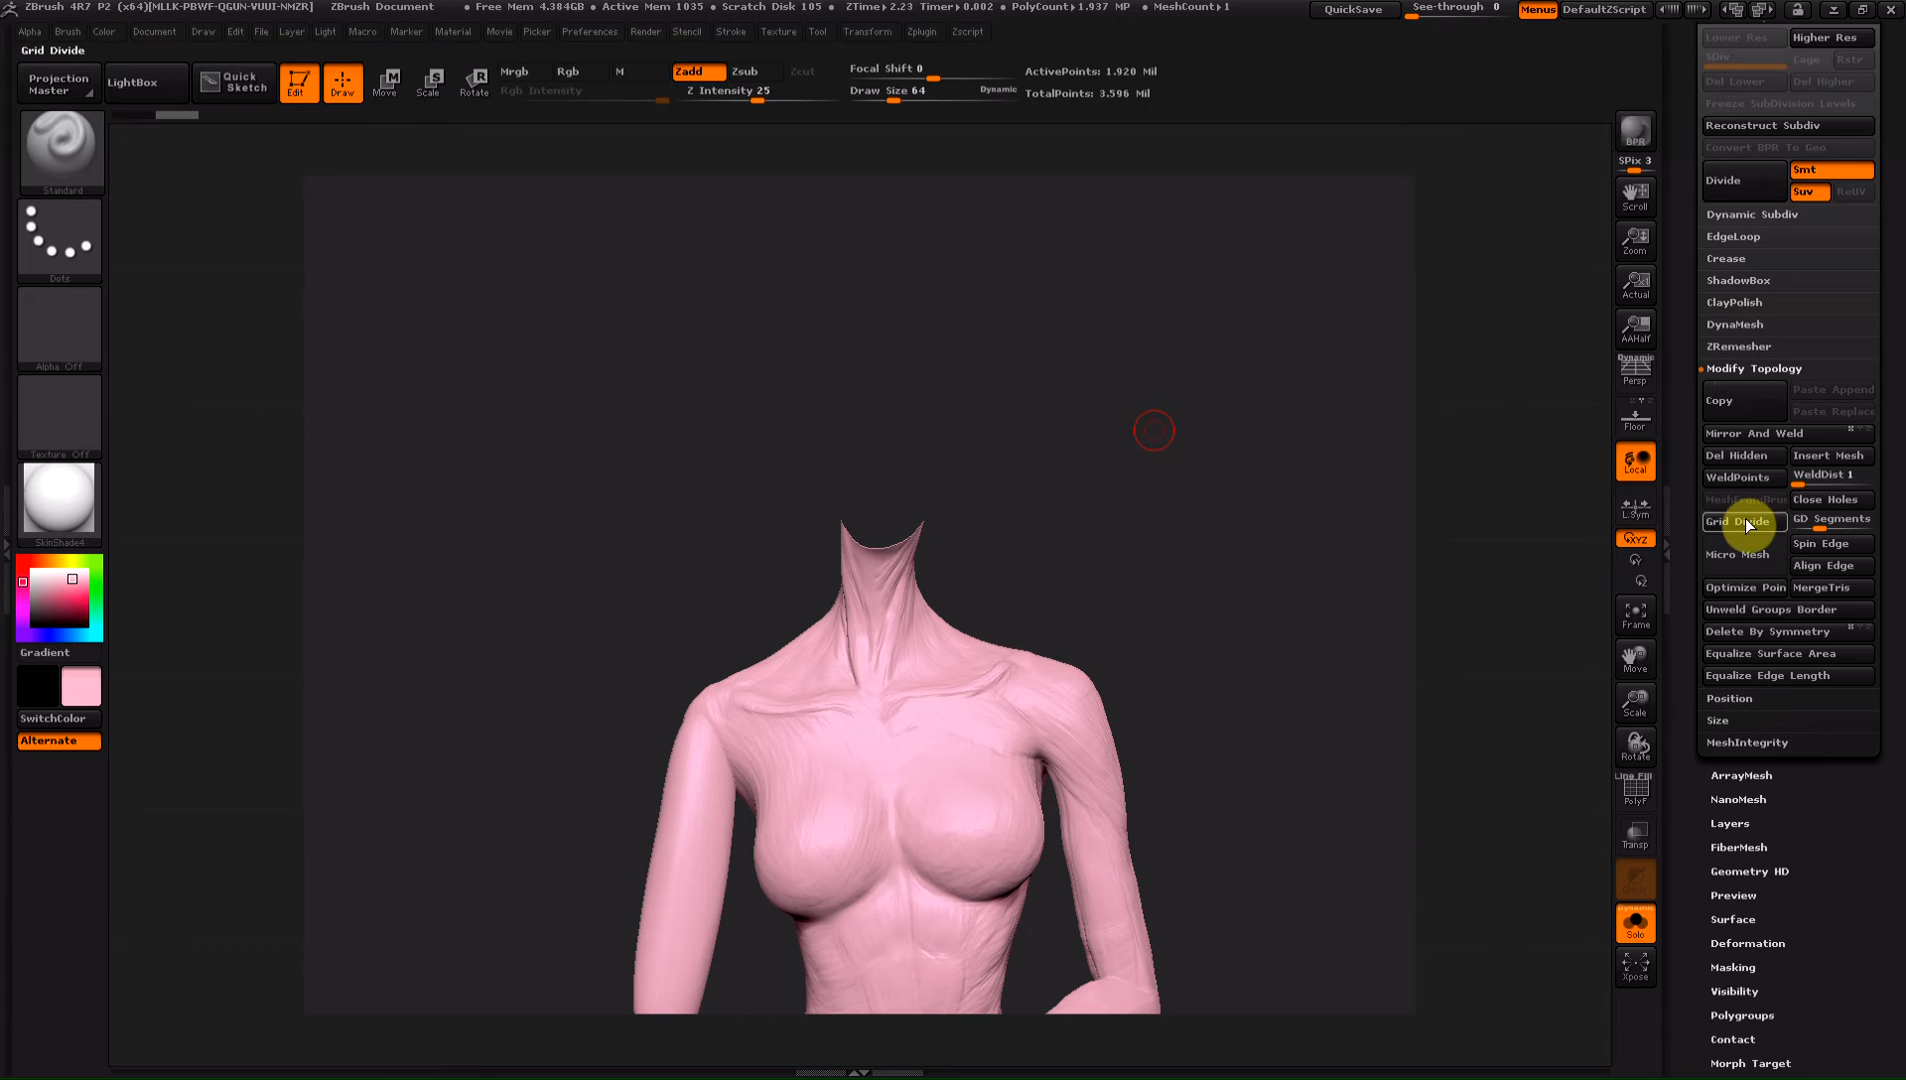 ZBrush 4R7 P2 (x64)[MLLK-PBWF-QGUN-VUUI-NMZR] ZBrush Document • Free Mem 4.384GB • Active Mem 1035 • Scratch Disk 105 • ZTime▸2.23 Timer▸0.002 • PolyCount▸1.937 MP • MeshCount▸1 QuickSave See-through 0 Menus DefaultZScript
Alpha Brush Color Document Draw Edit File Layer Light Macro Marker Material Movie Picker Preferences Render Stencil Stroke Texture Tool Transform Zplugin Zscript
Grid Divide
Projection Master
LightBox
Quick Sketch
Edit
Draw
Move
Scale
Rotate
Mrgb Rgb M
Rgb Intensity
Zadd Zsub Zcut
Z Intensity 25
Focal Shift 0
Draw Size 64 Dynamic
ActivePoints: 1.920 Mil
TotalPoints: 3.596 Mil
Standard
Dots
Alpha Off
Texture Off
SkinShade4
Gradient
SwitchColor
Alternate
BPR
SPix 3
Scroll
Zoom
Actual
AAHalf
Dynamic
Persp
Floor
Local
L.Sym
XYZ
Frame
Move
Scale
Rotate
Line Fill
PolyF
Transp
Dynamic
Solo
Xpose
Lower Res Higher Res
SDiv Cage Rstr
Del Lower Del Higher
Freeze SubDivision Levels
Reconstruct Subdiv
Convert BPR To Geo
Divide Smt
Suv ReUV
Dynamic Subdiv
EdgeLoop
Crease
ShadowBox
ClayPolish
DynaMesh
ZRemesher
Modify Topology
Copy Paste Append
Paste Replace
Mirror And Weld
Del Hidden Insert Mesh
WeldPoints WeldDist 1
MeshFromBrus Close Holes
Grid Divide GD Segments
Micro Mesh Spin Edge
Align Edge
Optimize Poin MergeTris
Unweld Groups Border
Delete By Symmetry
Equalize Surface Area
Equalize Edge Length
Position
Size
MeshIntegrity
ArrayMesh
NanoMesh
Layers
FiberMesh
Geometry HD
Preview
Surface
Deformation
Masking
Visibility
Polygroups
Contact
Morph Target